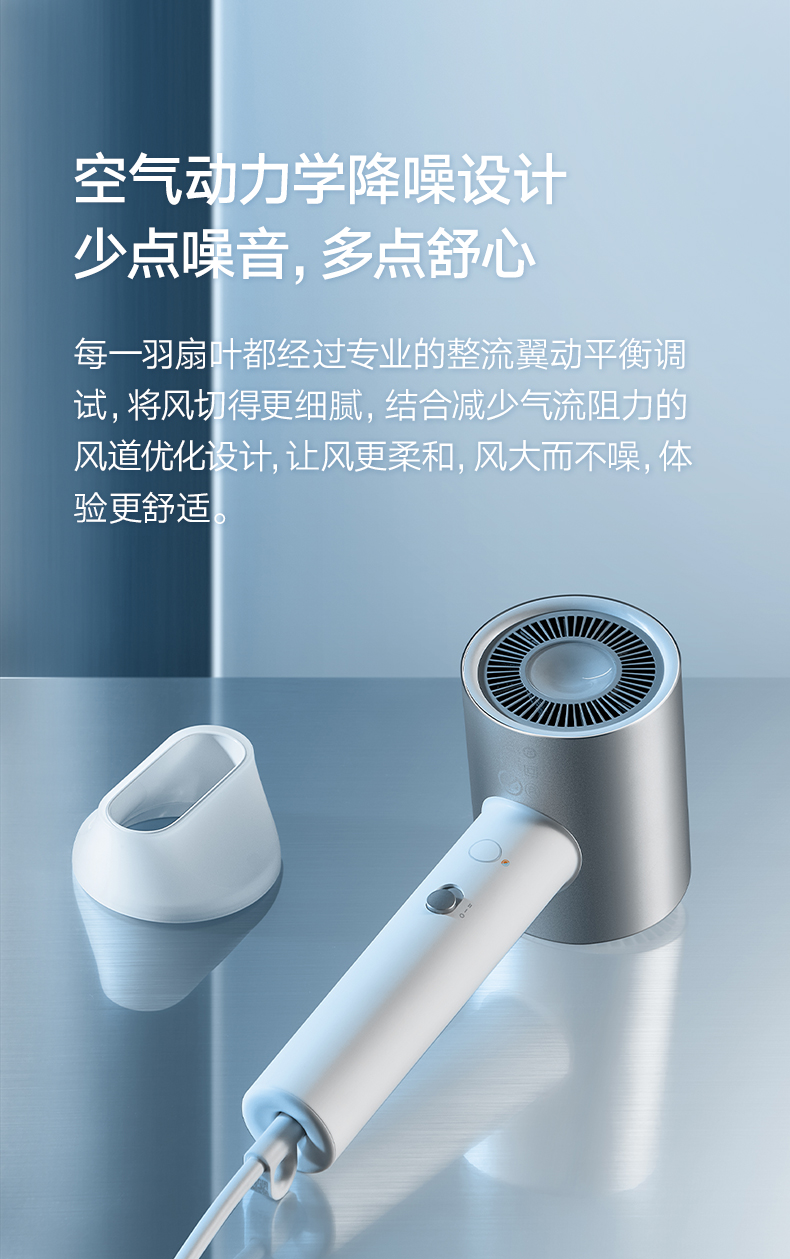 空气动力学降噪设计
少点噪音,多点舒心
每一羽扇叶都经过专业的整流翼动平衡调
试,将风切得更细腻,结合减少气流阻力的
风道优化设计,让风更柔和,风大而不噪,体
验更舒适。